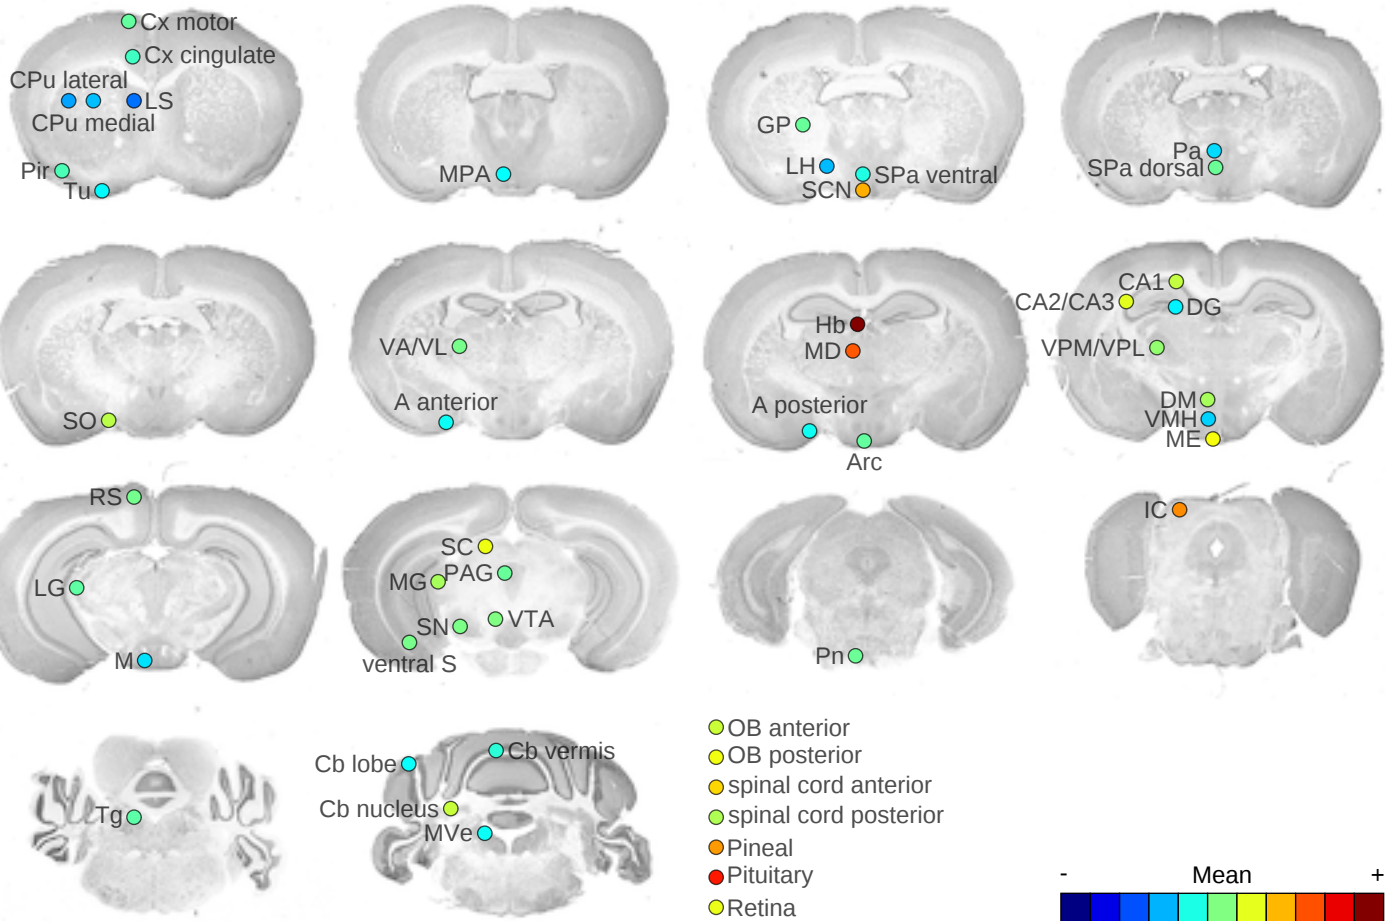 Cx motor
Cx cingulate
CPu lateral
LS
CPu medial
Pir
Tu
MPA
GP
LH
SPa ventral
SCN
Pa
SPa dorsal
SO
VA/VL
A anterior
Hb
MD
A posterior
Arc
CA1
CA2/CA3
DG
VPM/VPL
DM
VMH
ME
RS
LG
M
SC
PAG
MG
SN
VTA
ventral S
Pn
IC
Tg
Cb lobe
Cb vermis
Cb nucleus
MVe
OB anterior
OB posterior
spinal cord anterior
spinal cord posterior
Pineal
Pituitary
Retina
- Mean +